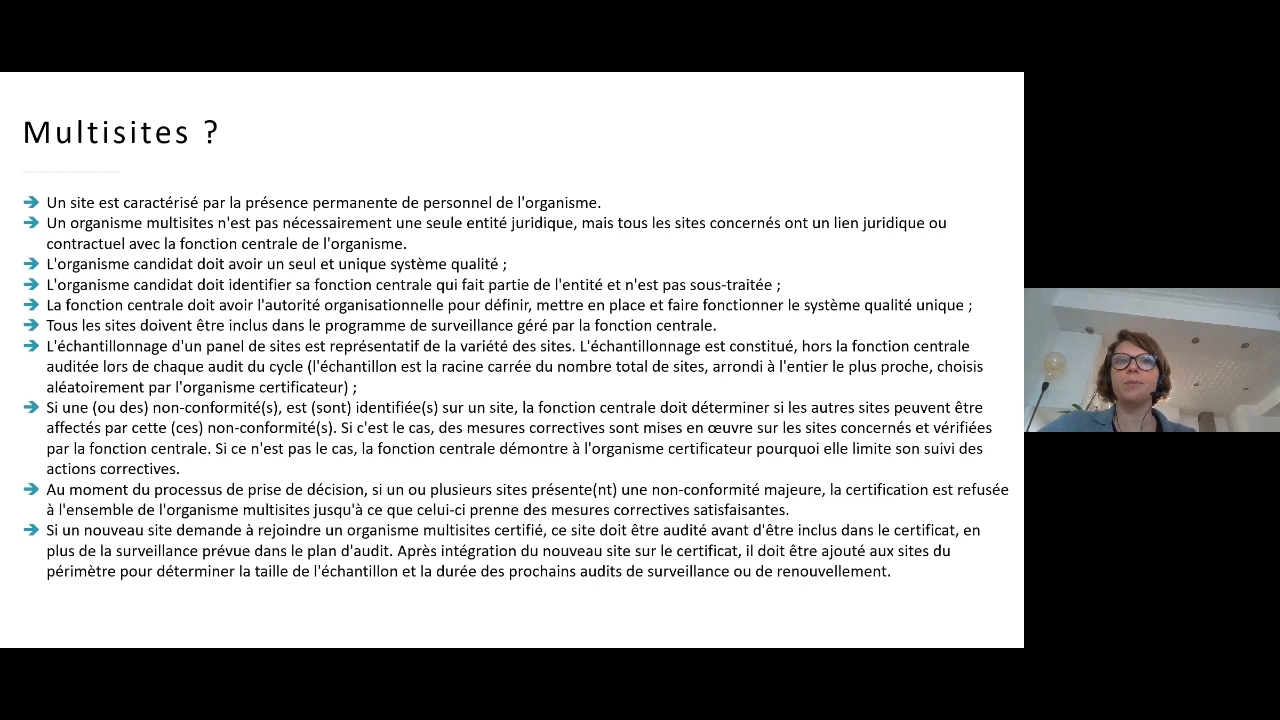 Multisites ?
➔ Un site est caractérisé par la présence permanente de personnel de l'organisme.
➔ Un organisme multisites n'est pas nécessairement une seule entité juridique, mais tous les sites concernés ont un lien juridique ou
contractuel avec la fonction centrale de l'organisme.
➔ L'organisme candidat doit avoir un seul et unique système qualité ;
➔ L'organisme candidat doit identifier sa fonction centrale qui fait partie de l'entité et n'est pas sous-traitée ;
➔ La fonction centrale doit avoir l'autorité organisationnelle pour définir, mettre en place et faire fonctionner le système qualité unique ;
➔ Tous les sites doivent être inclus dans le programme de surveillance géré par la fonction centrale.
➔ L'échantillonnage d'un panel de sites est représentatif de la variété des sites. L'échantillonnage est constitué, hors la fonction centrale
auditée lors de chaque audit du cycle (l'échantillon est la racine carrée du nombre total de sites, arrondi à l'entier le plus proche, choisis
aléatoirement par l'organisme certificateur) ;
➔ Si une (ou des) non-conformité(s), est (sont) identifiée(s) sur un site, la fonction centrale doit déterminer si les autres sites peuvent être
affectés par cette (ces) non-conformité(s). Si c'est le cas, des mesures correctives sont mises en œuvre sur les sites concernés et vérifiées
par la fonction centrale. Si ce n'est pas le cas, la fonction centrale démontre à l'organisme certificateur pourquoi elle limite son suivi des
actions correctives.
➔ Au moment du processus de prise de décision, si un ou plusieurs sites présente(nt) une non-conformité majeure, la certification est refusée
à l'ensemble de l'organisme multisites jusqu'à ce que celui-ci prenne des mesures correctives satisfaisantes.
➔ Si un nouveau site demande à rejoindre un organisme multisites certifié, ce site doit être audité avant d'être inclus dans le certificat, en
plus de la surveillance prévue dans le plan d'audit. Après intégration du nouveau site sur le certificat, il doit être ajouté aux sites du
périmètre pour déterminer la taille de l'échantillon et la durée des prochains audits de surveillance ou de renouvellement.